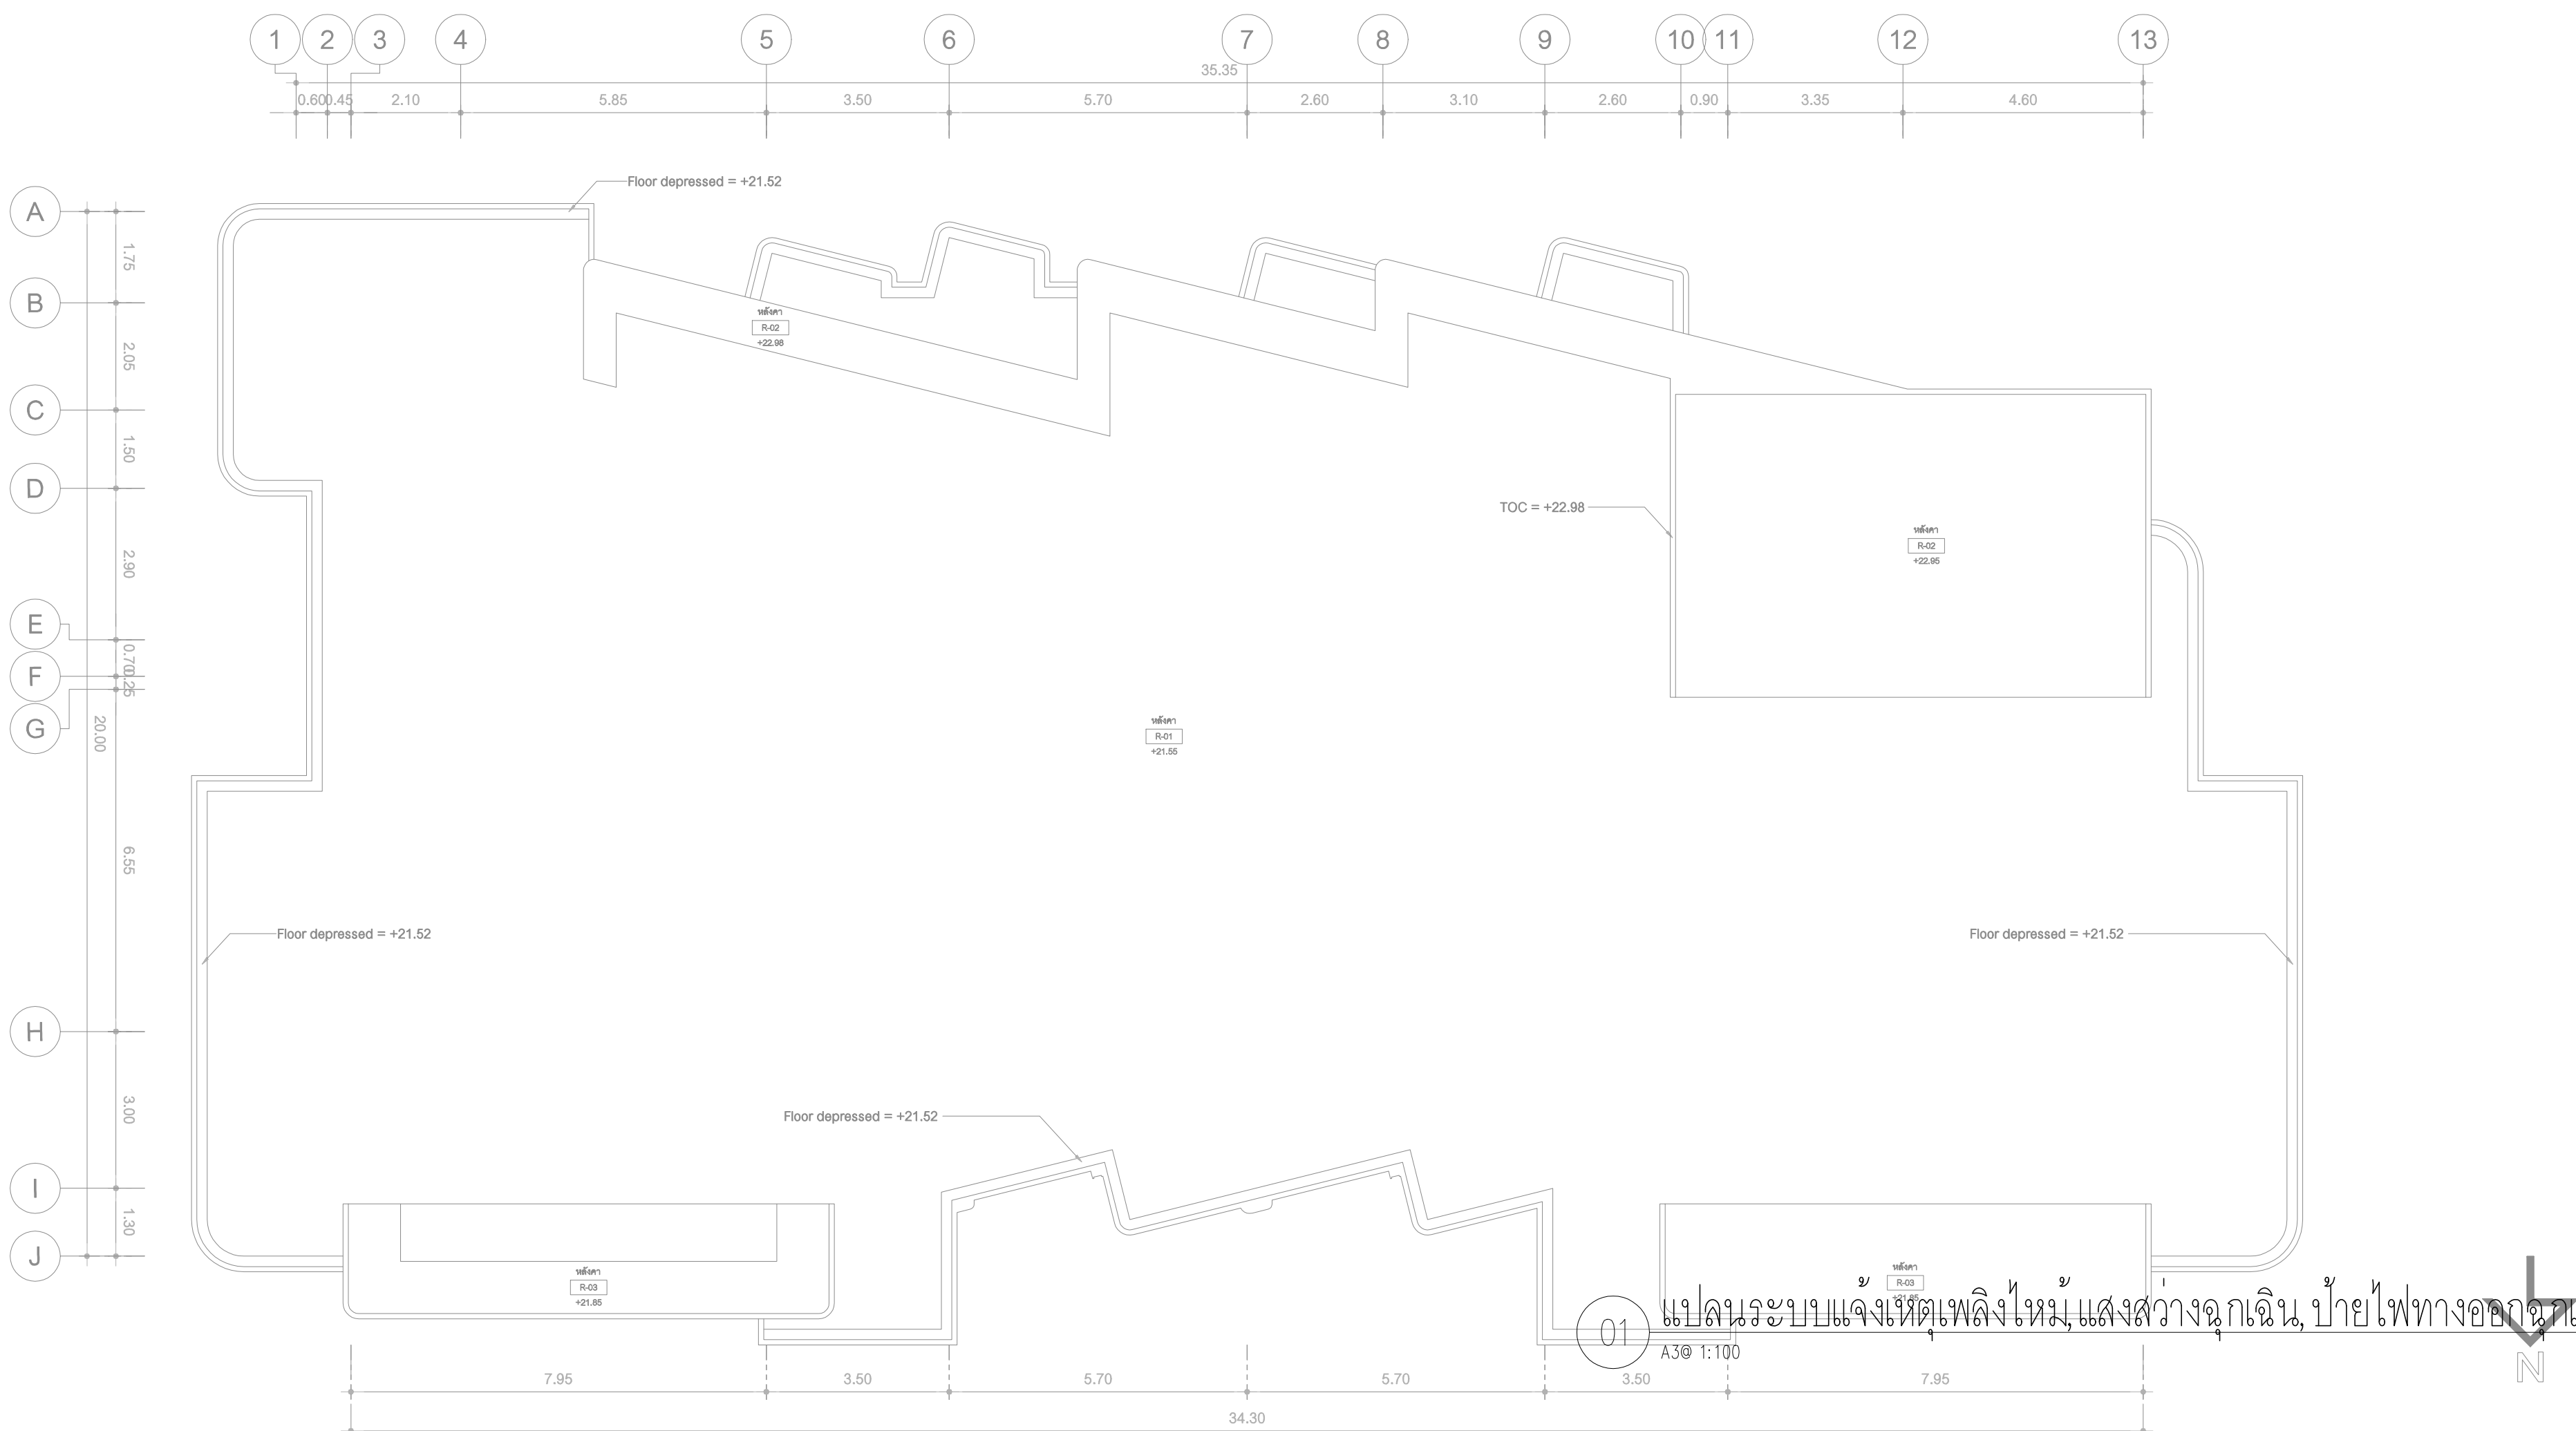 1 2 3 4 5 6 7 8 9 10 11 12 13
35.35
0.60 0.45 2.10 5.85 3.50 5.70 2.60 3.10 2.60 0.90 3.35 4.60
Floor depressed = +21.52
A
1.75
B
หลังคา
R-02
+22.98
2.05
C
1.50
D
TOC = +22.98
หลังคา
R-02
+22.95
2.90
E
0.70
F
0.25
G
20.00
หลังคา
R-01
+21.55
6.55
Floor depressed = +21.52
Floor depressed = +21.52
H
3.00
Floor depressed = +21.52
I
1.30
J
หลังคา
R-03
+21.85
หลังคา
R-03
+21.85
01 แปลนระบบแจ้งเหตุเพลิงไหม้,แสงสว่างฉุกเฉิน,ป้ายไฟทางออกฉุกเ
A3@ 1:100
N
7.95 3.50 5.70 5.70 3.50 7.95
34.30